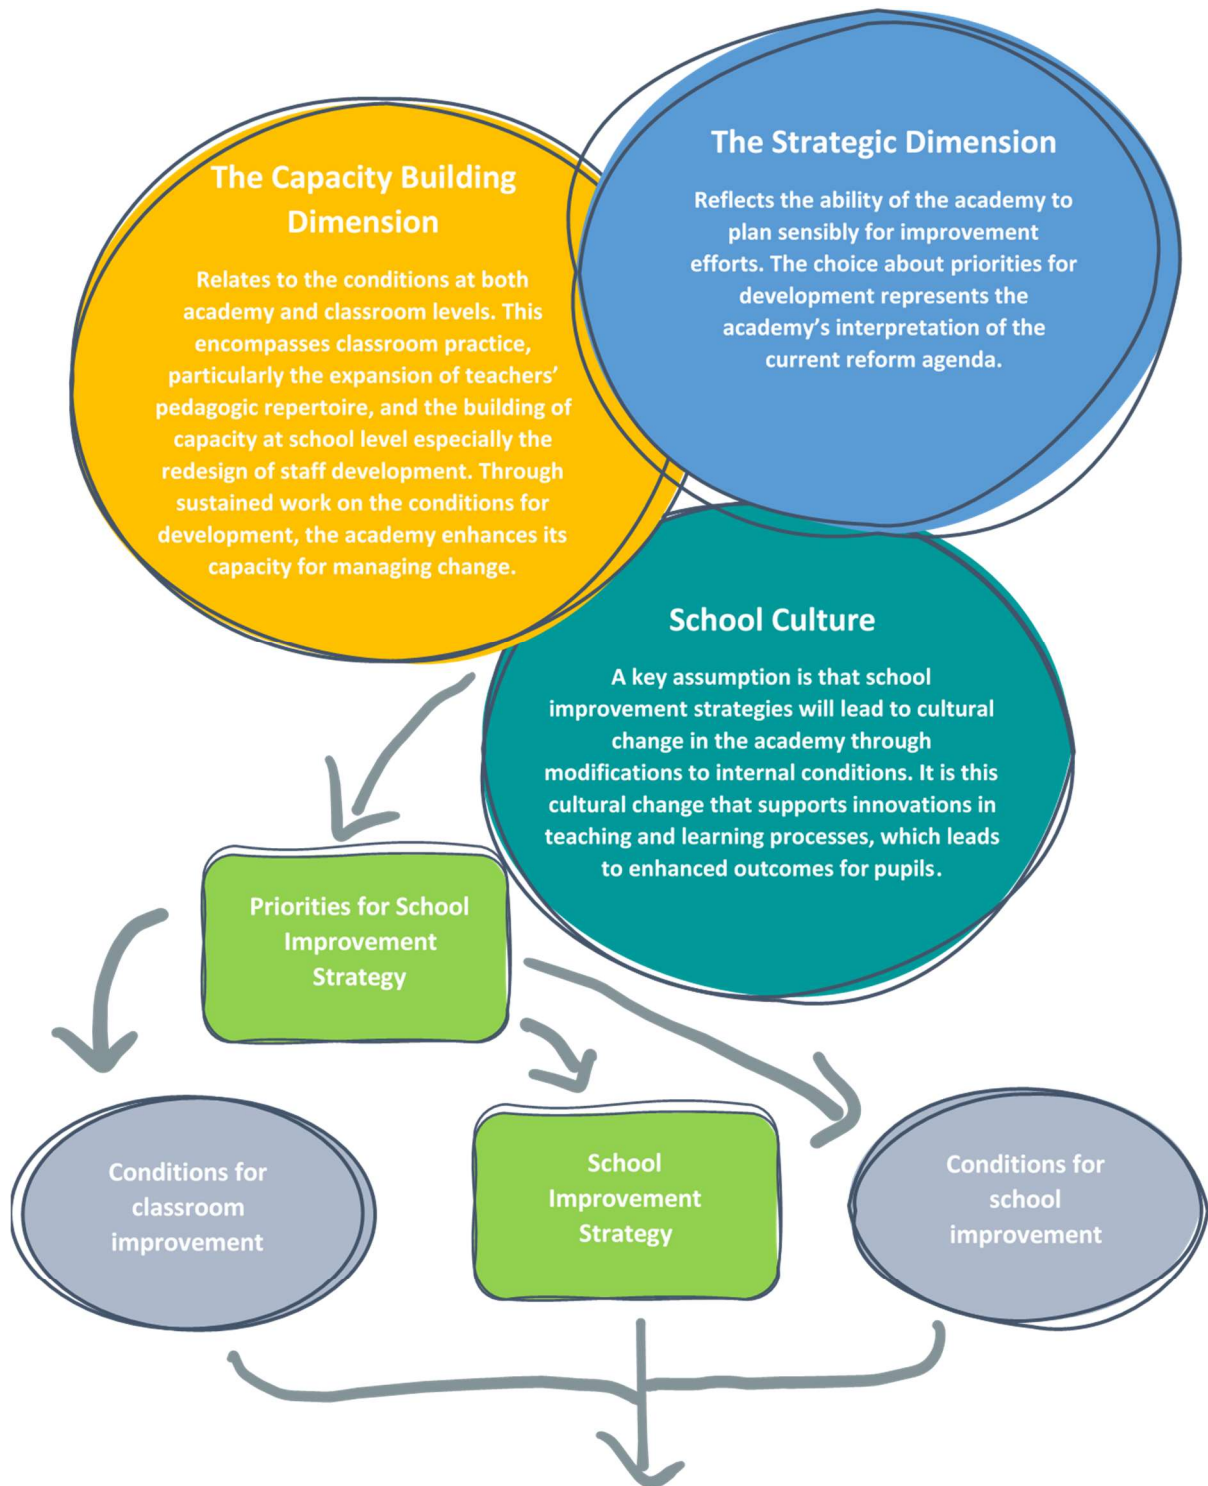 The Capacity Building
Dimension
Relates to the conditions at both
academy and classroom levels. This
encompasses classroom practice,
particularly the expansion of teachers’
pedagogic repertoire, and the building of
capacity at school level especially the
redesign of staff development. Through
sustained work on the conditions for
development, the academy enhances its
capacity for managing change.
The Strategic Dimension
Reflects the ability of the academy to
plan sensibly for improvement
efforts. The choice about priorities for
development represents the
academy’s interpretation of the
current reform agenda.
School Culture
A key assumption is that school
improvement strategies will lead to cultural
change in the academy through
modifications to internal conditions. It is this
cultural change that supports innovations in
teaching and learning processes, which leads
to enhanced outcomes for pupils.
Priorities for School
Improvement
Strategy
Conditions for
classroom
improvement
School
Improvement
Strategy
Conditions for
school
improvement